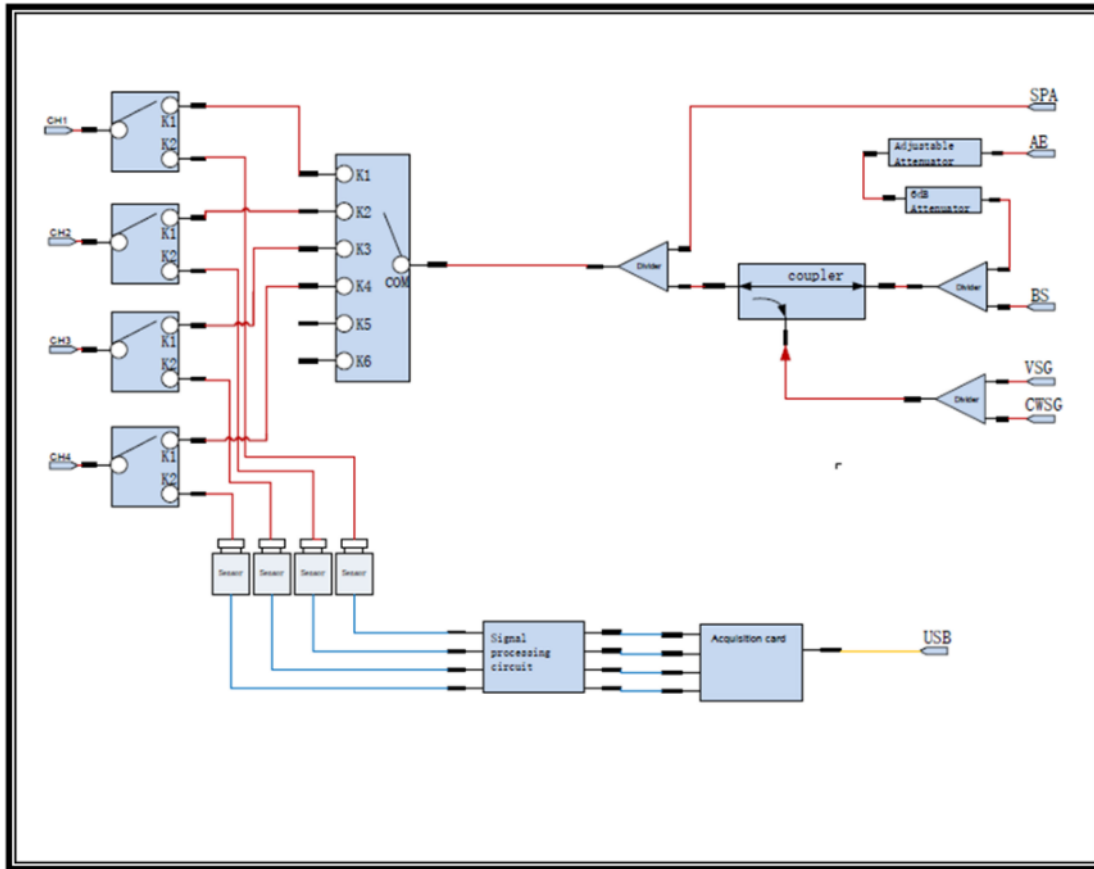 SPA
CH1
K1
K2
AE
Adjustable
Attenuator
6dB
Attenuator
K1
K2
K3
K4
K5
K6
COM
CH2
K1
K2
Divider
coupler
Divider
BS
CH3
K1
K2
VSG
Divider
CWSG
CH4
K1
K2
r
Sensor
Sensor
Sensor
Sensor
Signal
processing
circuit
Acquisition card
USB